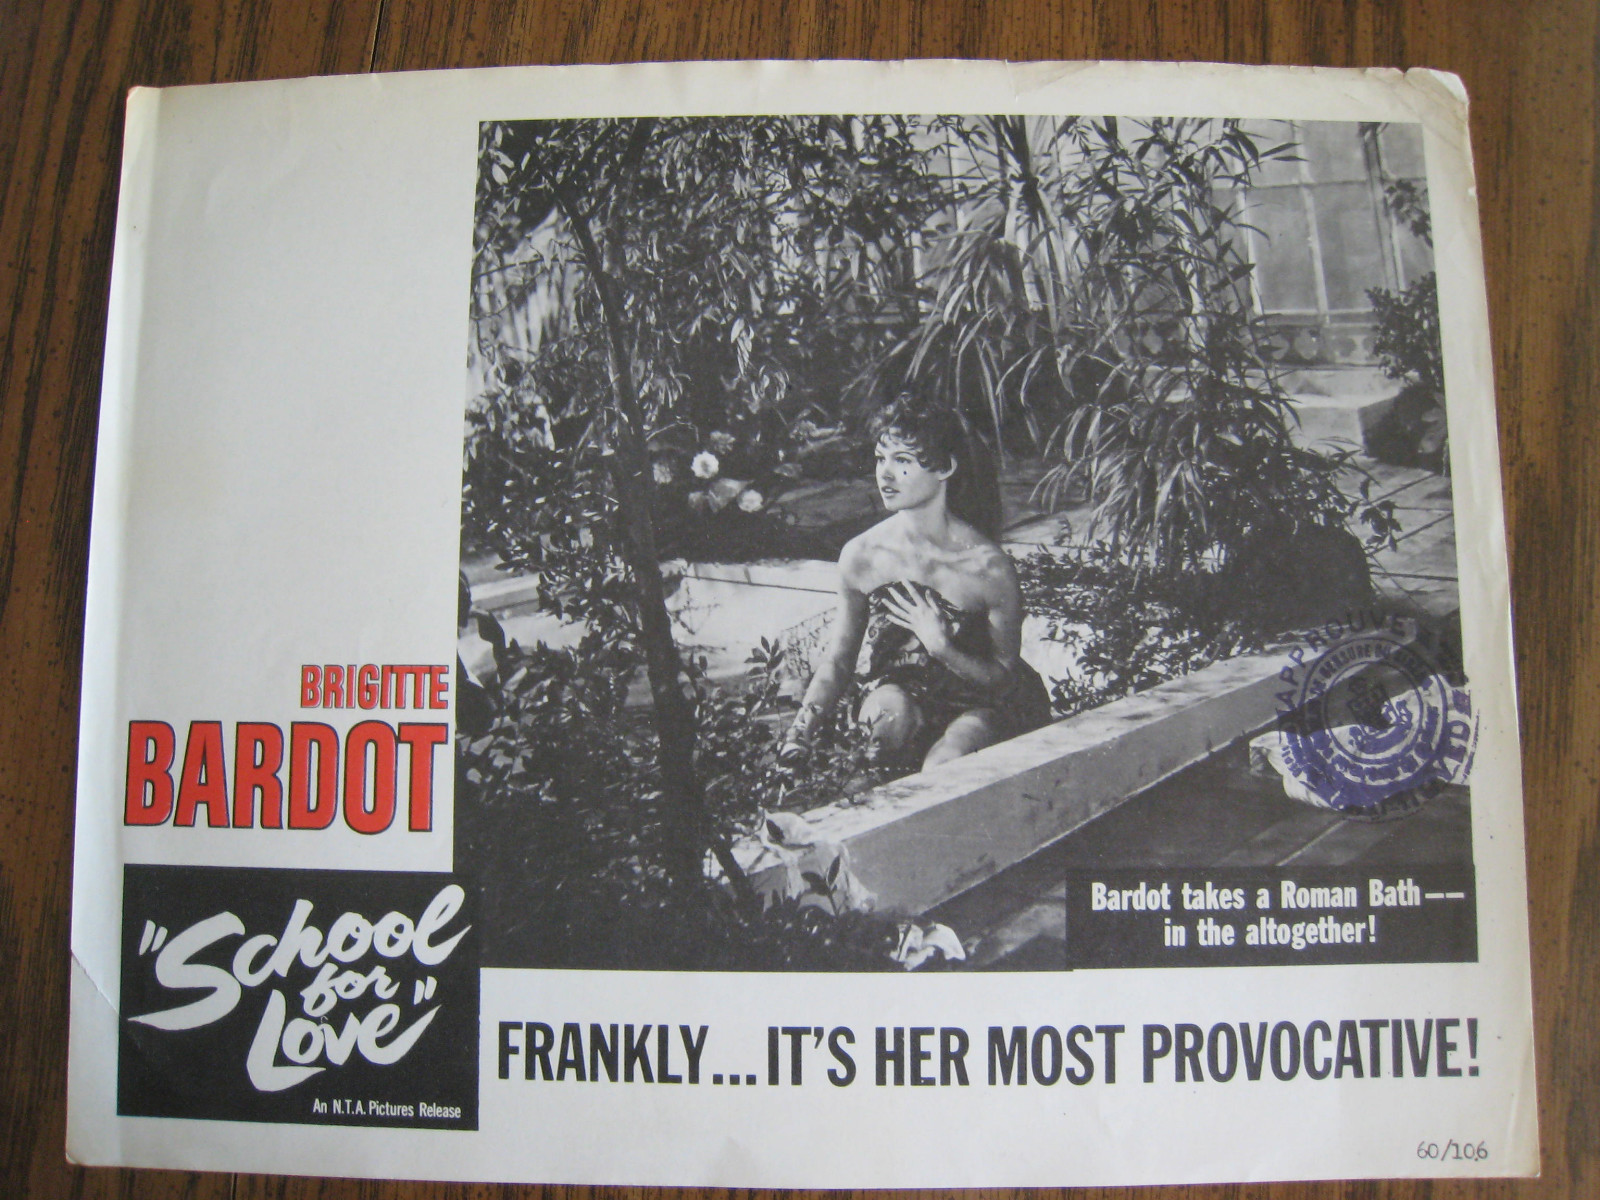 BRIGITTE
BARDOT
"School
for
Love"
An N.T.A. Pictures Release
Bardot takes a Roman Bath--
in the altogether!
FRANKLY...IT'S HER MOST PROVOCATIVE!
APPROUVÉ
60/106